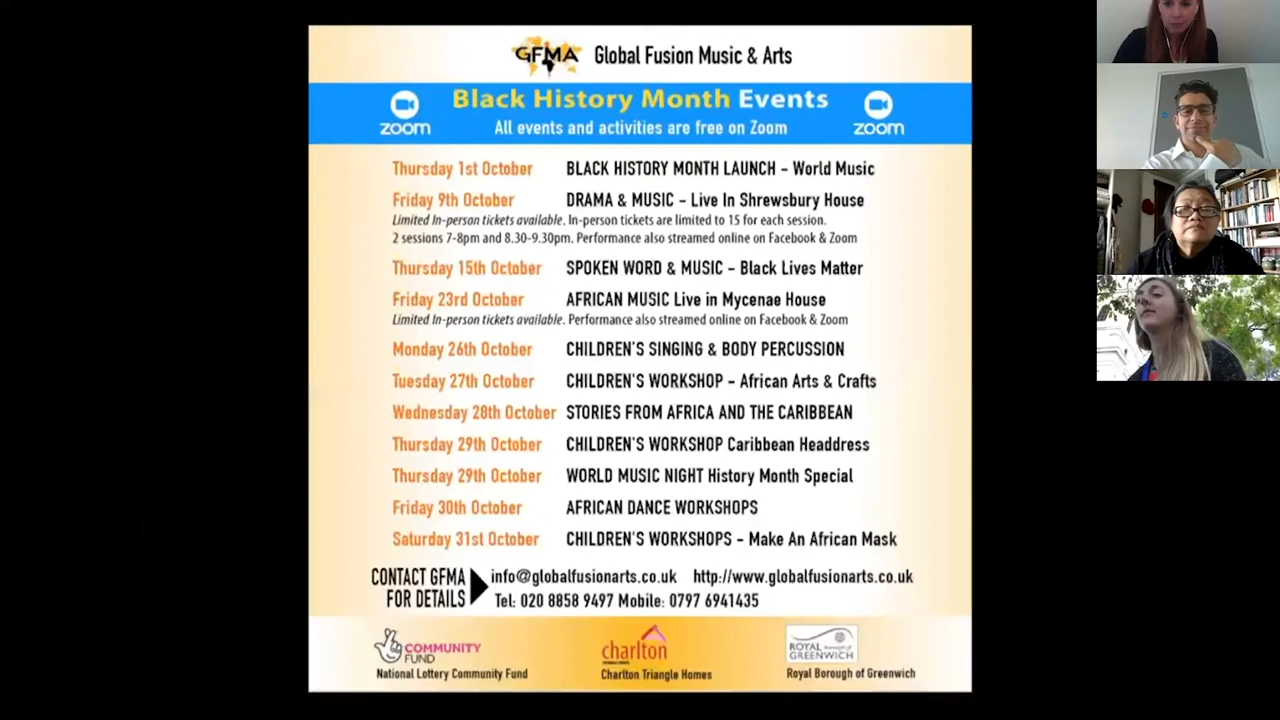 GFMA Global Fusion Music & Arts
Black History Month Events
zoom
All events and activities are free on Zoom
zoom
Thursday 1st October BLACK HISTORY MONTH LAUNCH - World Music
Friday 9th October DRAMA & MUSIC - Live In Shrewsbury House
Limited In-person tickets available. In-person tickets are limited to 15 for each session.
2 sessions 7-8pm and 8.30-9.30pm. Performance also streamed online on Facebook & Zoom
Thursday 15th October SPOKEN WORD & MUSIC - Black Lives Matter
Friday 23rd October AFRICAN MUSIC Live in Mycenae House
Limited In-person tickets available. Performance also streamed online on Facebook & Zoom
Monday 26th October CHILDREN'S SINGING & BODY PERCUSSION
Tuesday 27th October CHILDREN'S WORKSHOP - African Arts & Crafts
Wednesday 28th October STORIES FROM AFRICA AND THE CARIBBEAN
Thursday 29th October CHILDREN'S WORKSHOP Caribbean Headdress
Thursday 29th October WORLD MUSIC NIGHT History Month Special
Friday 30th October AFRICAN DANCE WORKSHOPS
Saturday 31st October CHILDREN'S WORKSHOPS - Make An African Mask
CONTACT GFMA
FOR DETAILS
info@globalfusionarts.co.uk http://www.globalfusionarts.co.uk
Tel: 020 8858 9497 Mobile: 0797 6941435
COMMUNITY
FUND
National Lottery Community Fund
charlton
Charlton Triangle Homes
ROYAL borough of
GREENWICH
Royal Borough of Greenwich